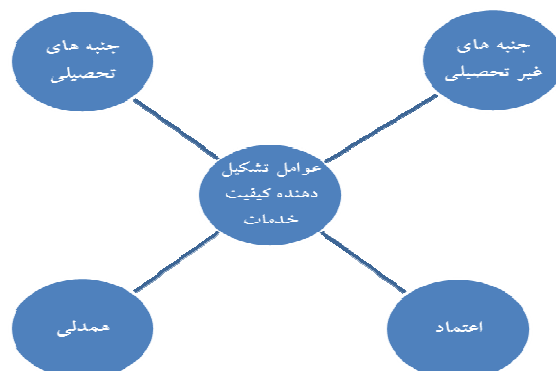 جنبه های
غیر تحصیلی
جنبه های
تحصیلی
عوامل تشکیل
دهنده کیفیت
خدمات
اعتماد
همدلی